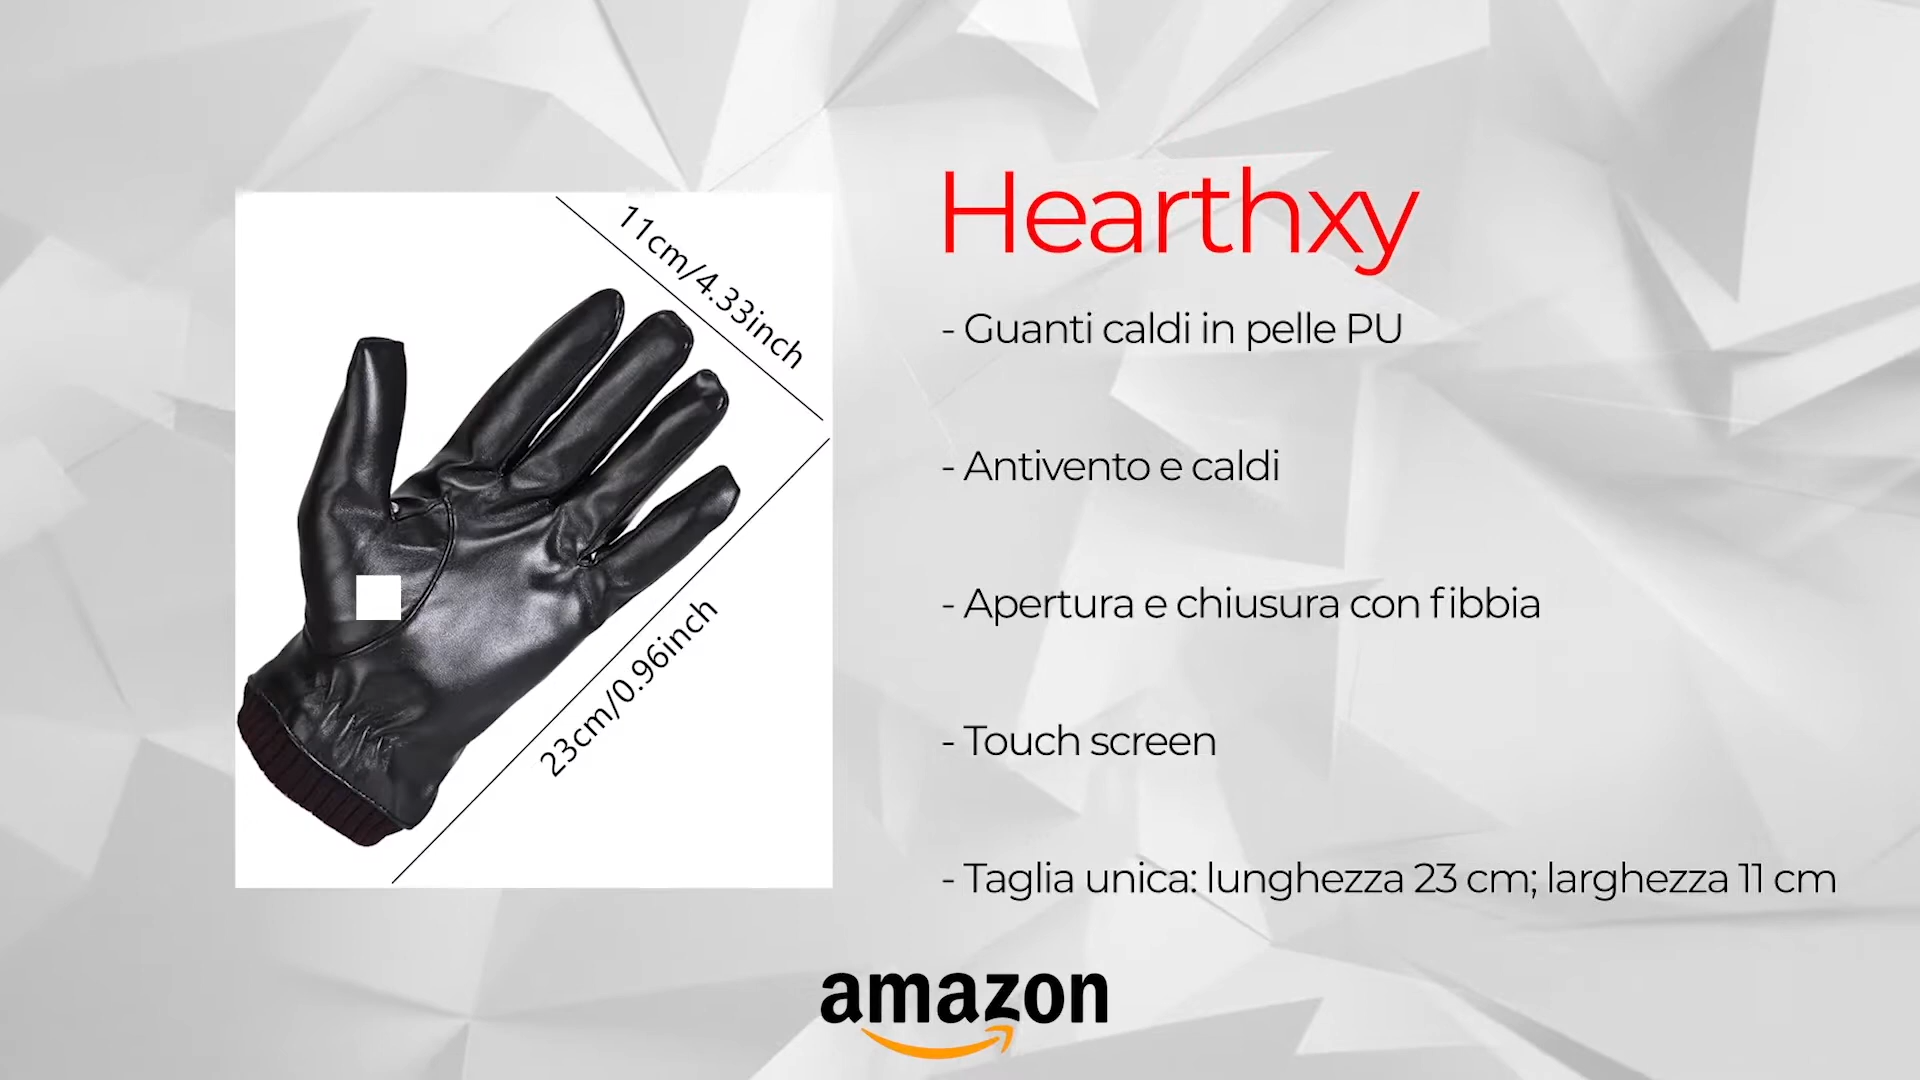 11cm/4.33inch
23cm/0.96inch
Hearthxy
- Guanti caldi in pelle PU
- Antivento e caldi
- Apertura e chiusura con fibbia
- Touch screen
- Taglia unica: lunghezza 23 cm; larghezza 11 cm
amazon